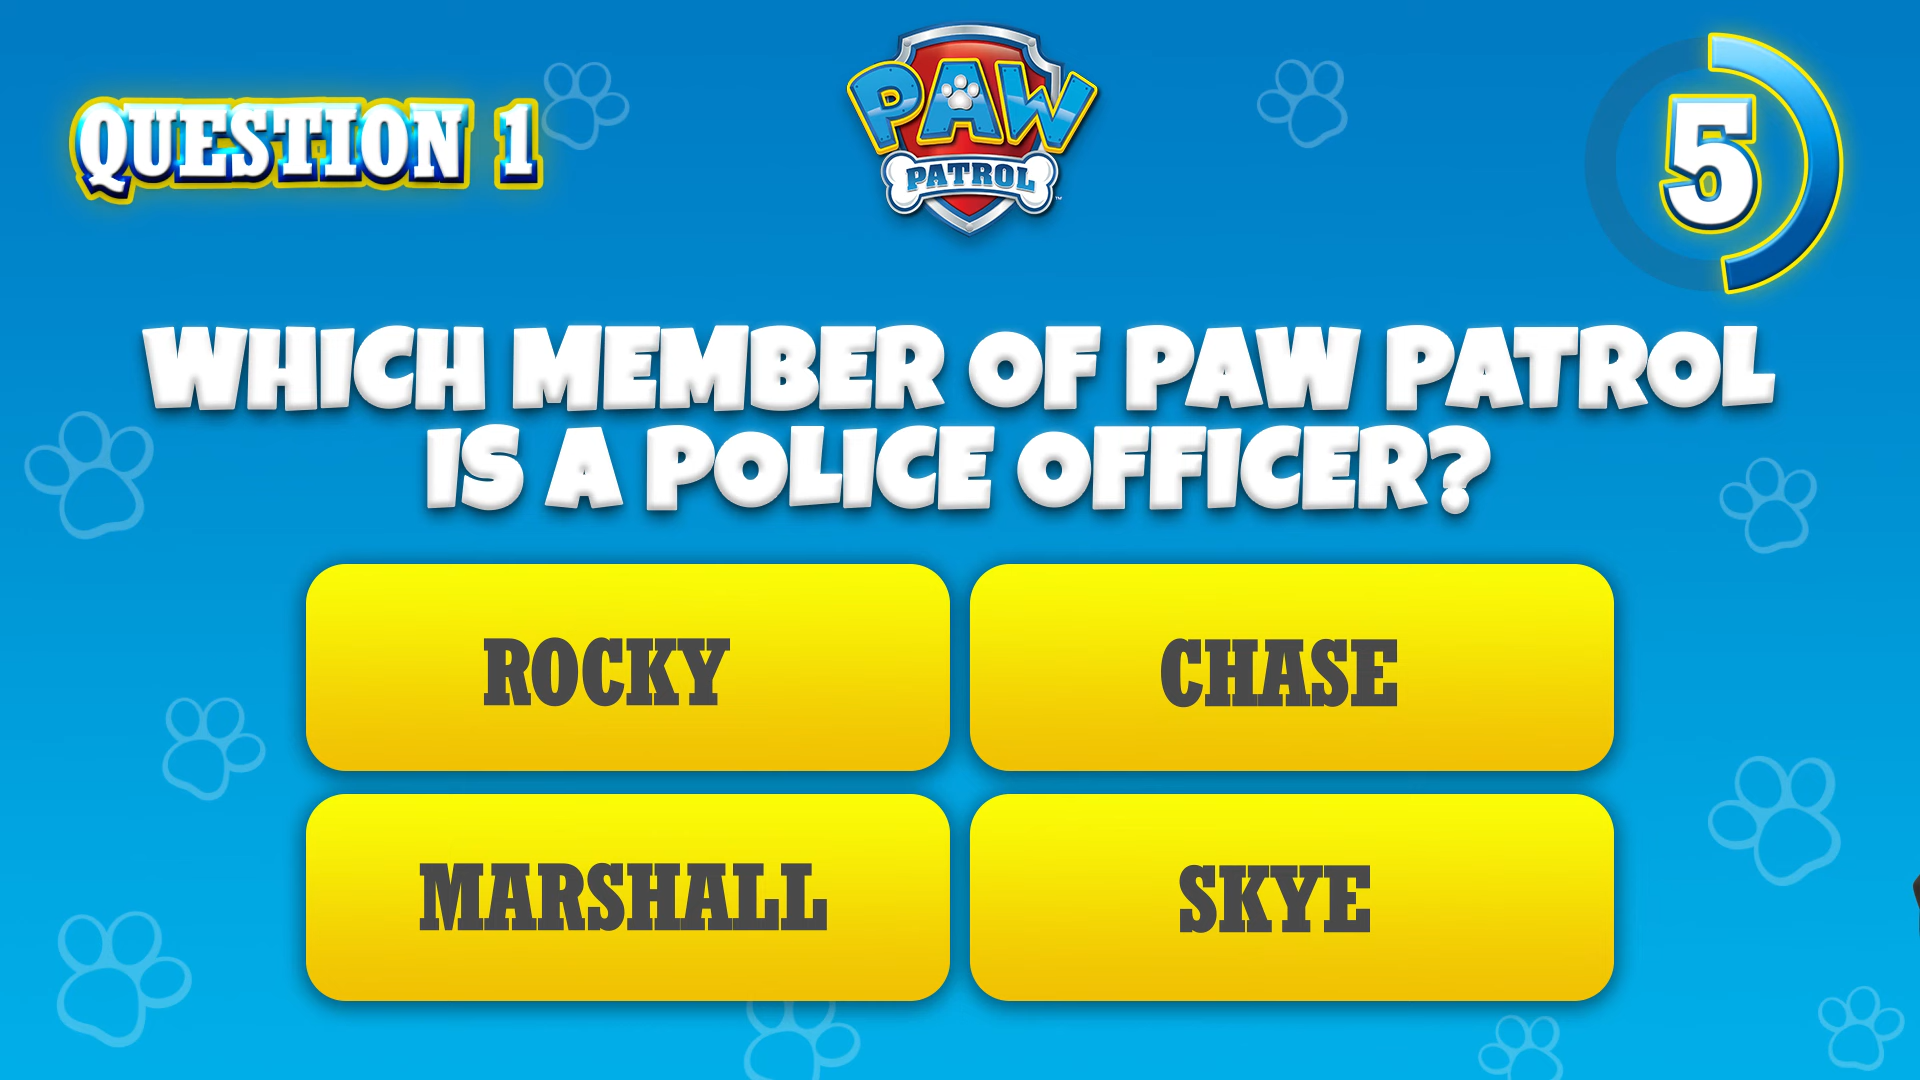 QUESTION 1
PAW
PATROL
5
WHICH MEMBER OF PAW PATROL
IS A POLICE OFFICER?
ROCKY
CHASE
MARSHALL
SKYE